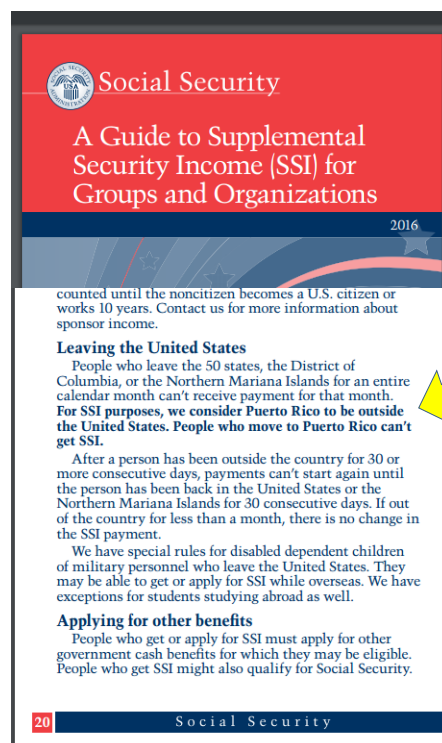 SOCIAL SECURITY
USA
ADMINISTRATION
Social Security
A Guide to Supplemental
Security Income (SSI) for
Groups and Organizations
2016
counted until the noncitizen becomes a U.S. citizen or
works 10 years. Contact us for more information about
sponsor income.
Leaving the United States
People who leave the 50 states, the District of
Columbia, or the Northern Mariana Islands for an entire
calendar month can’t receive payment for that month.
For SSI purposes, we consider Puerto Rico to be outside
the United States. People who move to Puerto Rico can’t
get SSI.
After a person has been outside the country for 30 or
more consecutive days, payments can’t start again until
the person has been back in the United States or the
Northern Mariana Islands for 30 consecutive days. If out
of the country for less than a month, there is no change in
the SSI payment.
We have special rules for disabled dependent children
of military personnel who leave the United States. They
may be able to get or apply for SSI while overseas. We have
exceptions for students studying abroad as well.
Applying for other benefits
People who get or apply for SSI must apply for other
government cash benefits for which they may be eligible.
People who get SSI might also qualify for Social Security.
20 Social Security